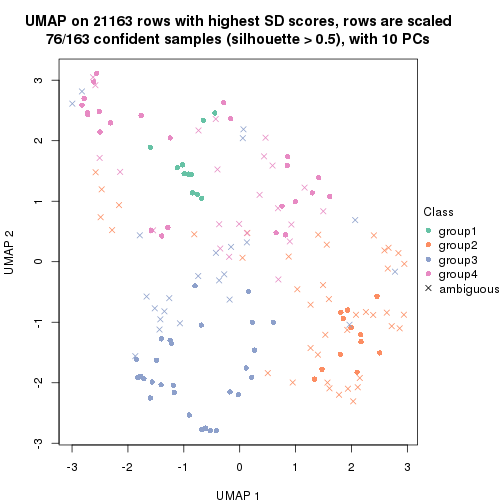 UMAP on 21163 rows with highest SD scores, rows are scaled
76/163 confident samples (silhouette > 0.5), with 10 PCs
3
2
1
0
-1
-2
-3
UMAP 2
-3
-2
-1
0
1
2
3
UMAP 1
Class
group1
group2
group3
group4
ambiguous